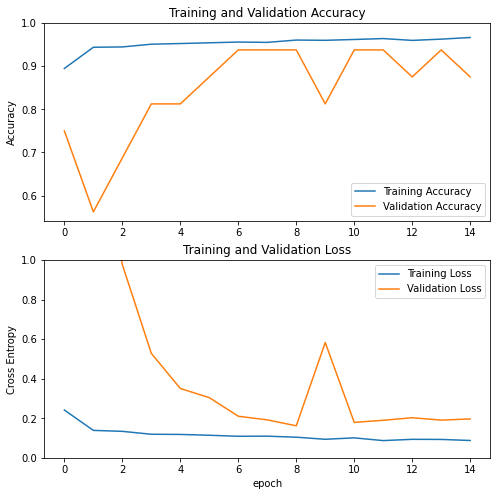 Training and Validation Accuracy
1.0
0.9
0.8
0.7
0.6
Accuracy
Training Accuracy
Validation Accuracy
0 2 4 6 8 10 12 14
Training and Validation Loss
1.0
0.8
0.6
0.4
0.2
0.0
Cross Entropy
Training Loss
Validation Loss
0 2 4 6 8 10 12 14
epoch